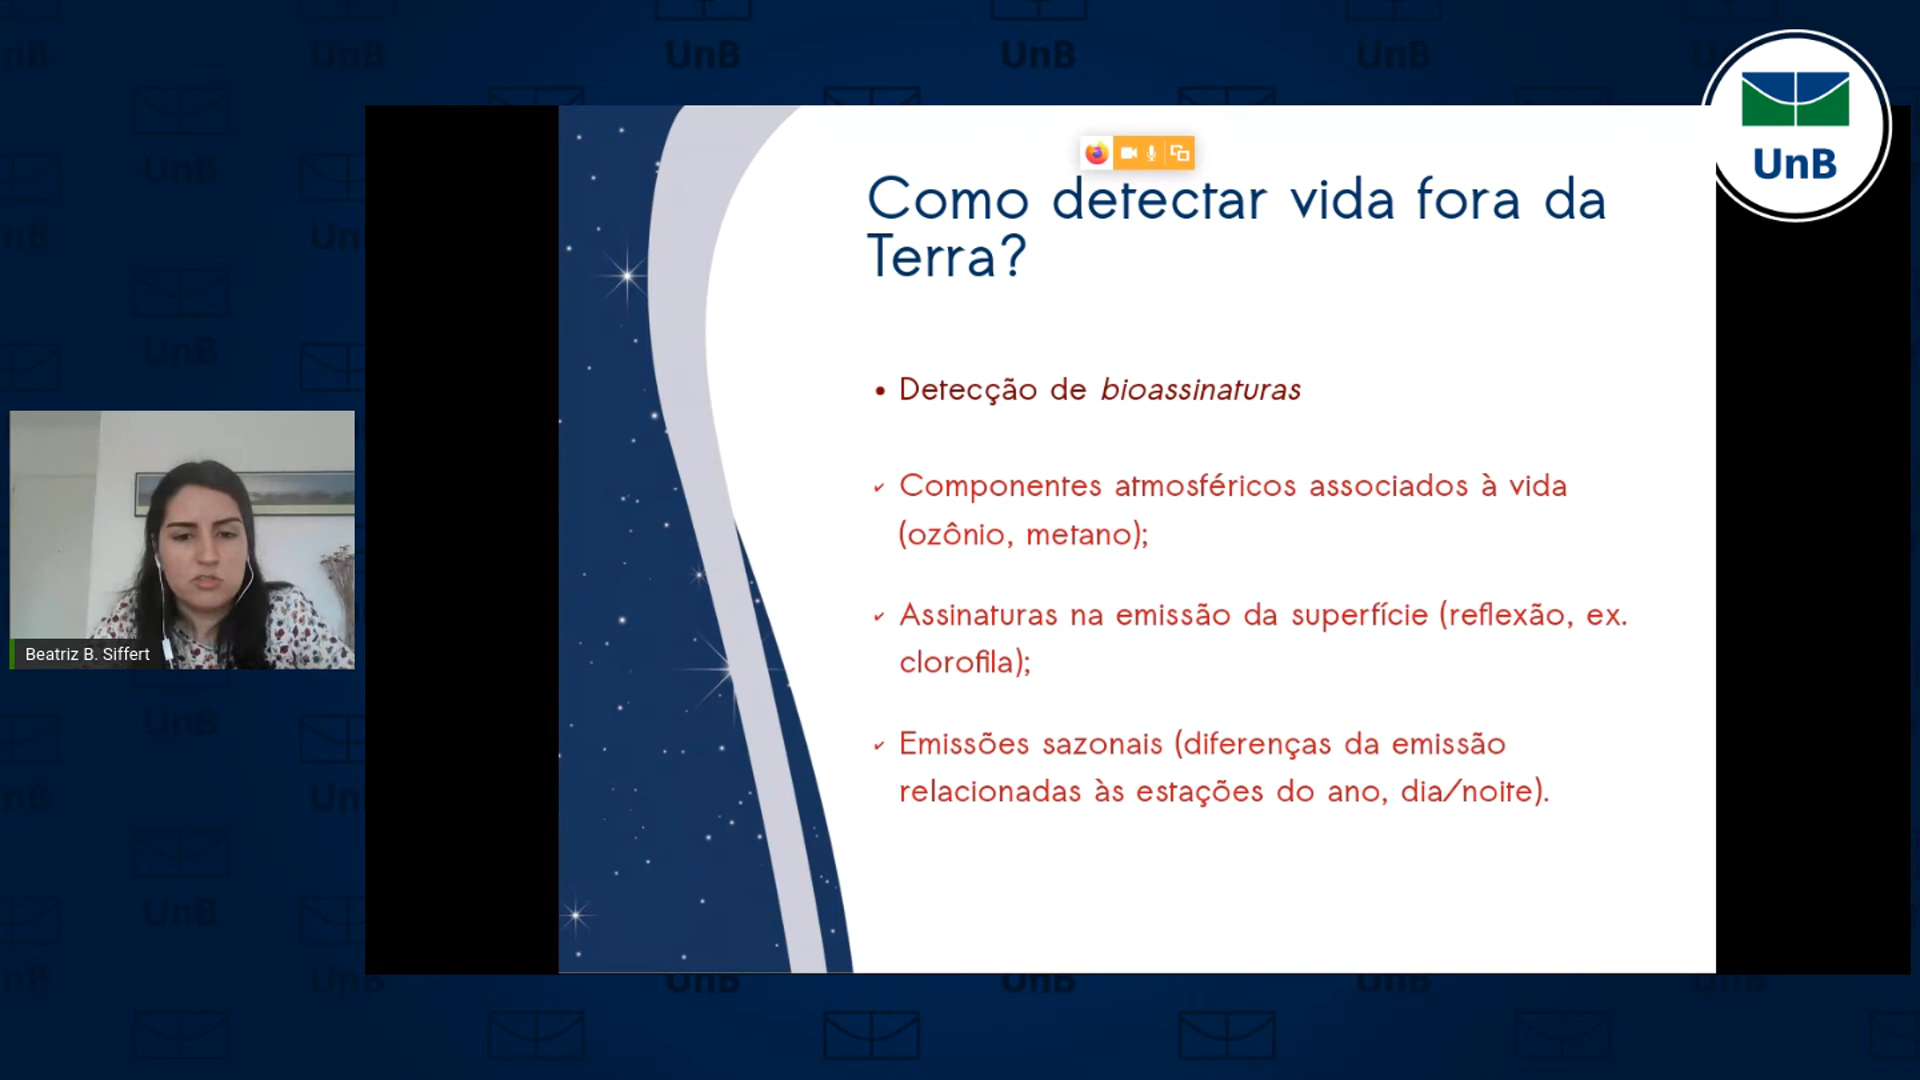 UnB
Como detectar vida fora da
Terra?
• Detecção de bioassinaturas
✓ Componentes atmosféricos associados à vida
(ozônio, metano);
✓ Assinaturas na emissão da superfície (reflexão, ex.
clorofila);
✓ Emissões sazonais (diferenças da emissão
relacionadas às estações do ano, dia/noite).
Beatriz B. Siffert